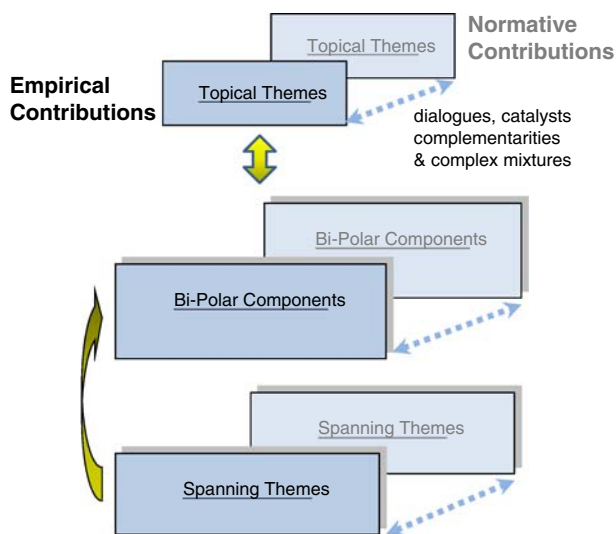 Topical Themes
Normative
Contributions
Empirical
Contributions
Topical Themes
dialogues, catalysts
complementarities
& complex mixtures
Bi-Polar Components
Bi-Polar Components
Spanning Themes
Spanning Themes